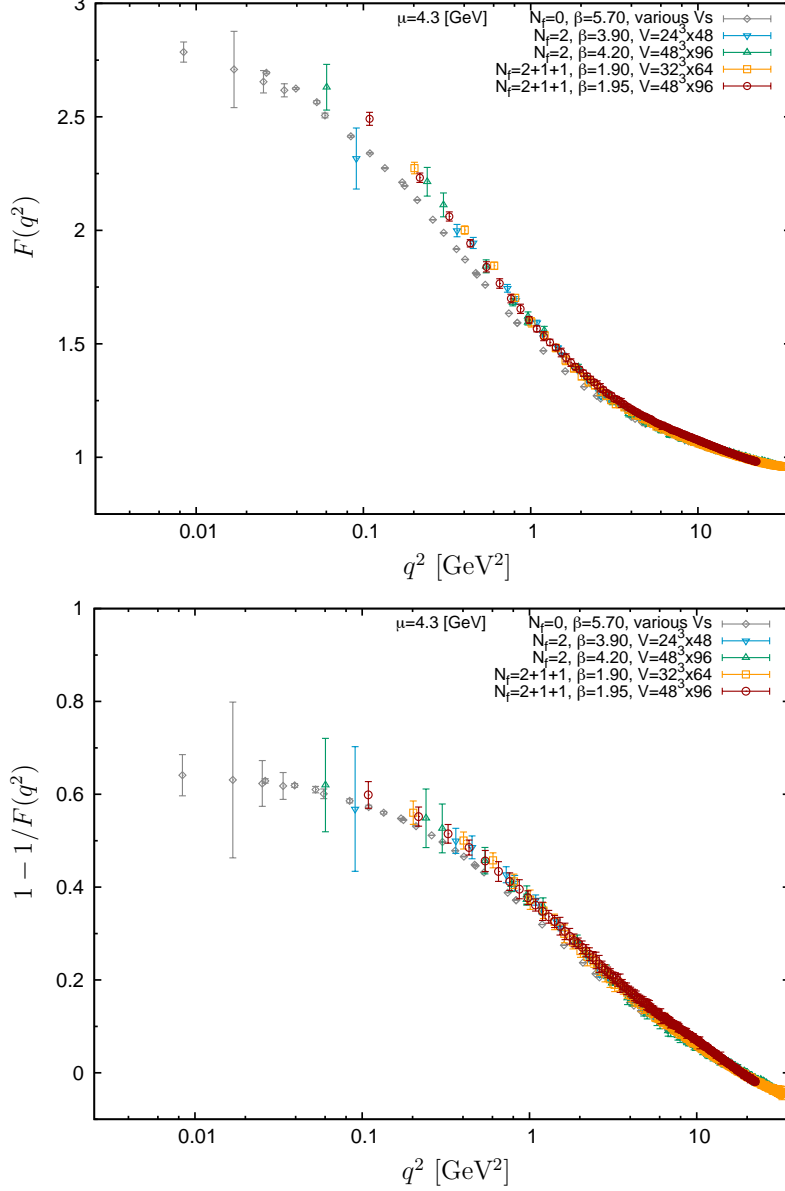 μ=4.3 [GeV]
N_f=0, β=5.70, various Vs
N_f=2, β=3.90, V=24^3x48
N_f=2, β=4.20, V=48^3x96
N_f=2+1+1, β=1.90, V=32^3x64
N_f=2+1+1, β=1.95, V=48^3x96
3
2.5
2
1.5
1
F(q^2)
0.01 0.1 1 10
q^2 [GeV^2]
μ=4.3 [GeV]
N_f=0, β=5.70, various Vs
N_f=2, β=3.90, V=24^3x48
N_f=2, β=4.20, V=48^3x96
N_f=2+1+1, β=1.90, V=32^3x64
N_f=2+1+1, β=1.95, V=48^3x96
1
0.8
0.6
0.4
0.2
0
1 − 1/F(q^2)
0.01 0.1 1 10
q^2 [GeV^2]